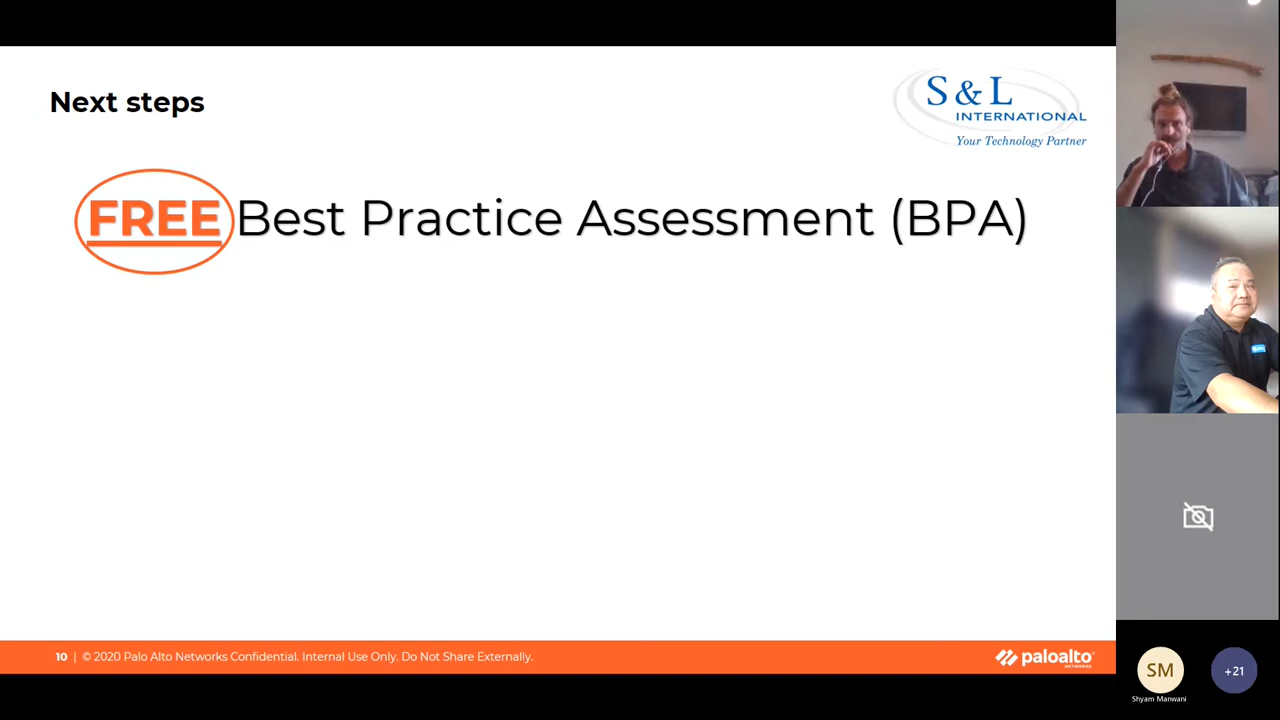 Next steps
S & L
INTERNATIONAL
Your Technology Partner
FREE Best Practice Assessment (BPA)
10 | © 2020 Palo Alto Networks Confidential. Internal Use Only. Do Not Share Externally.
paloalto
NETWORKS
SM
+21
Shyam Manwani